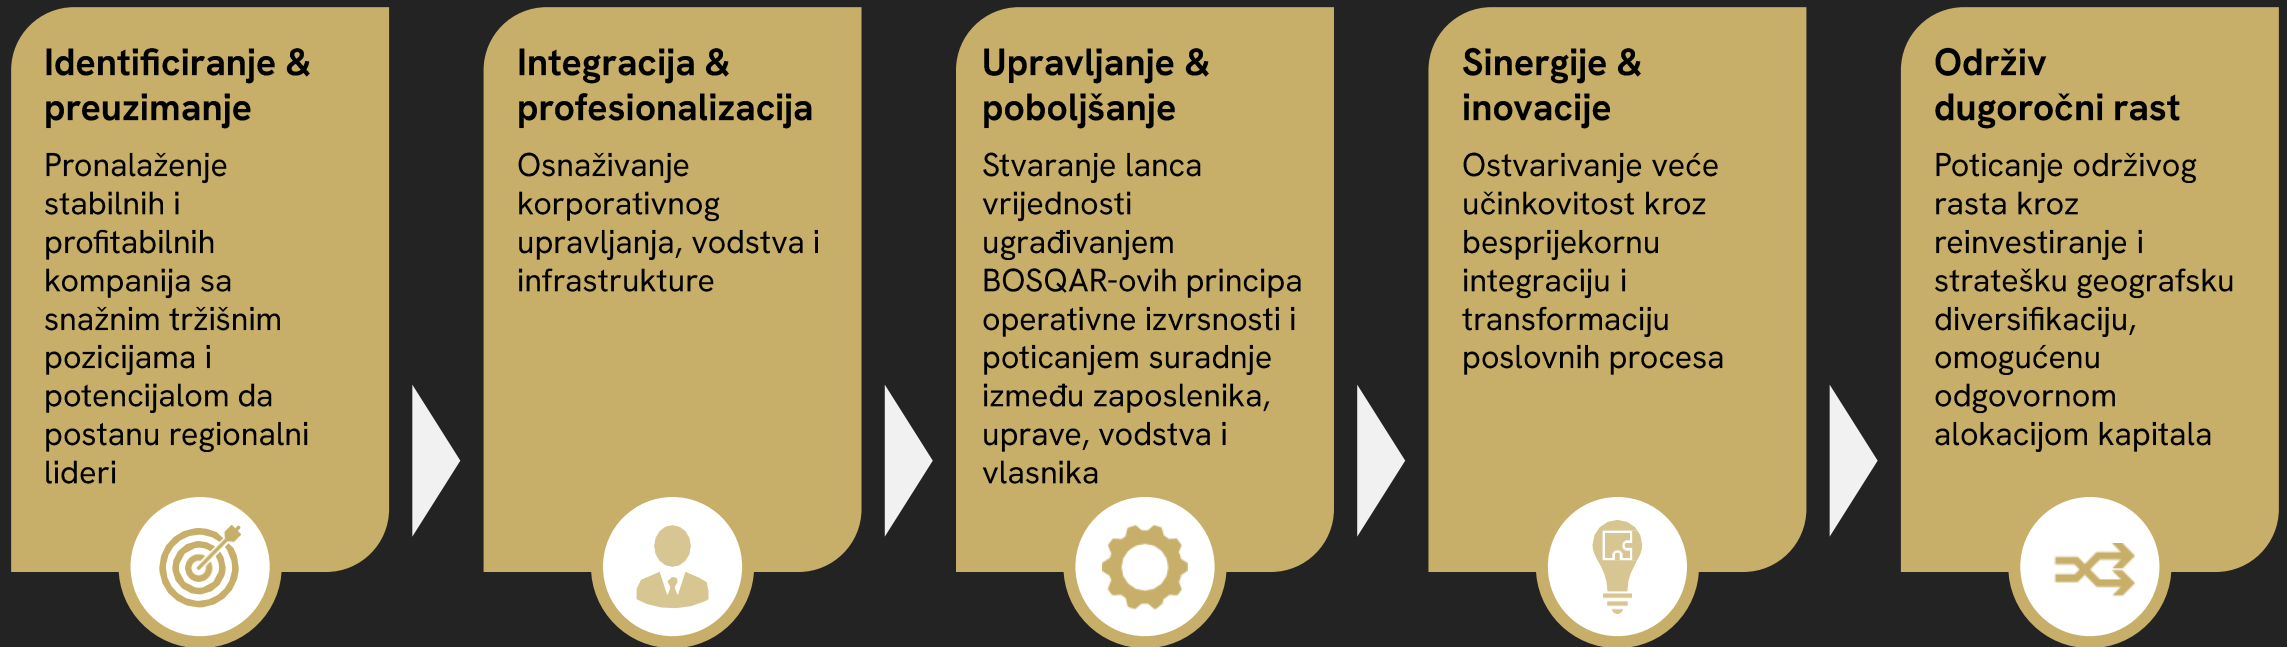 Identificiranje &
preuzimanje
Pronalaženje
stabilnih i
profitabilnih
kompanija sa
snažnim tržišnim
pozicijama i
potencijalom da
postanu regionalni
lideri
Integracija &
profesionalizacija
Osnaživanje
korporativnog
upravljanja, vodstva i
infrastrukture
Upravljanje &
poboljšanje
Stvaranje lanca
vrijednosti
ugrađivanjem
BOSQAR-ovih principa
operativne izvrsnosti i
poticanjem suradnje
između zaposlenika,
uprave, vodstva i
vlasnika
Sinergije &
inovacije
Ostvarivanje veće
učinkovitost kroz
besprijekornu
integraciju i
transformaciju
poslovnih procesa
Održiv
dugoročni rast
Poticanje održivog
rasta kroz
reinvestiranje i
stratešku geografsku
diversifikaciju,
omogućenu
odgovornom
alokacijom kapitala